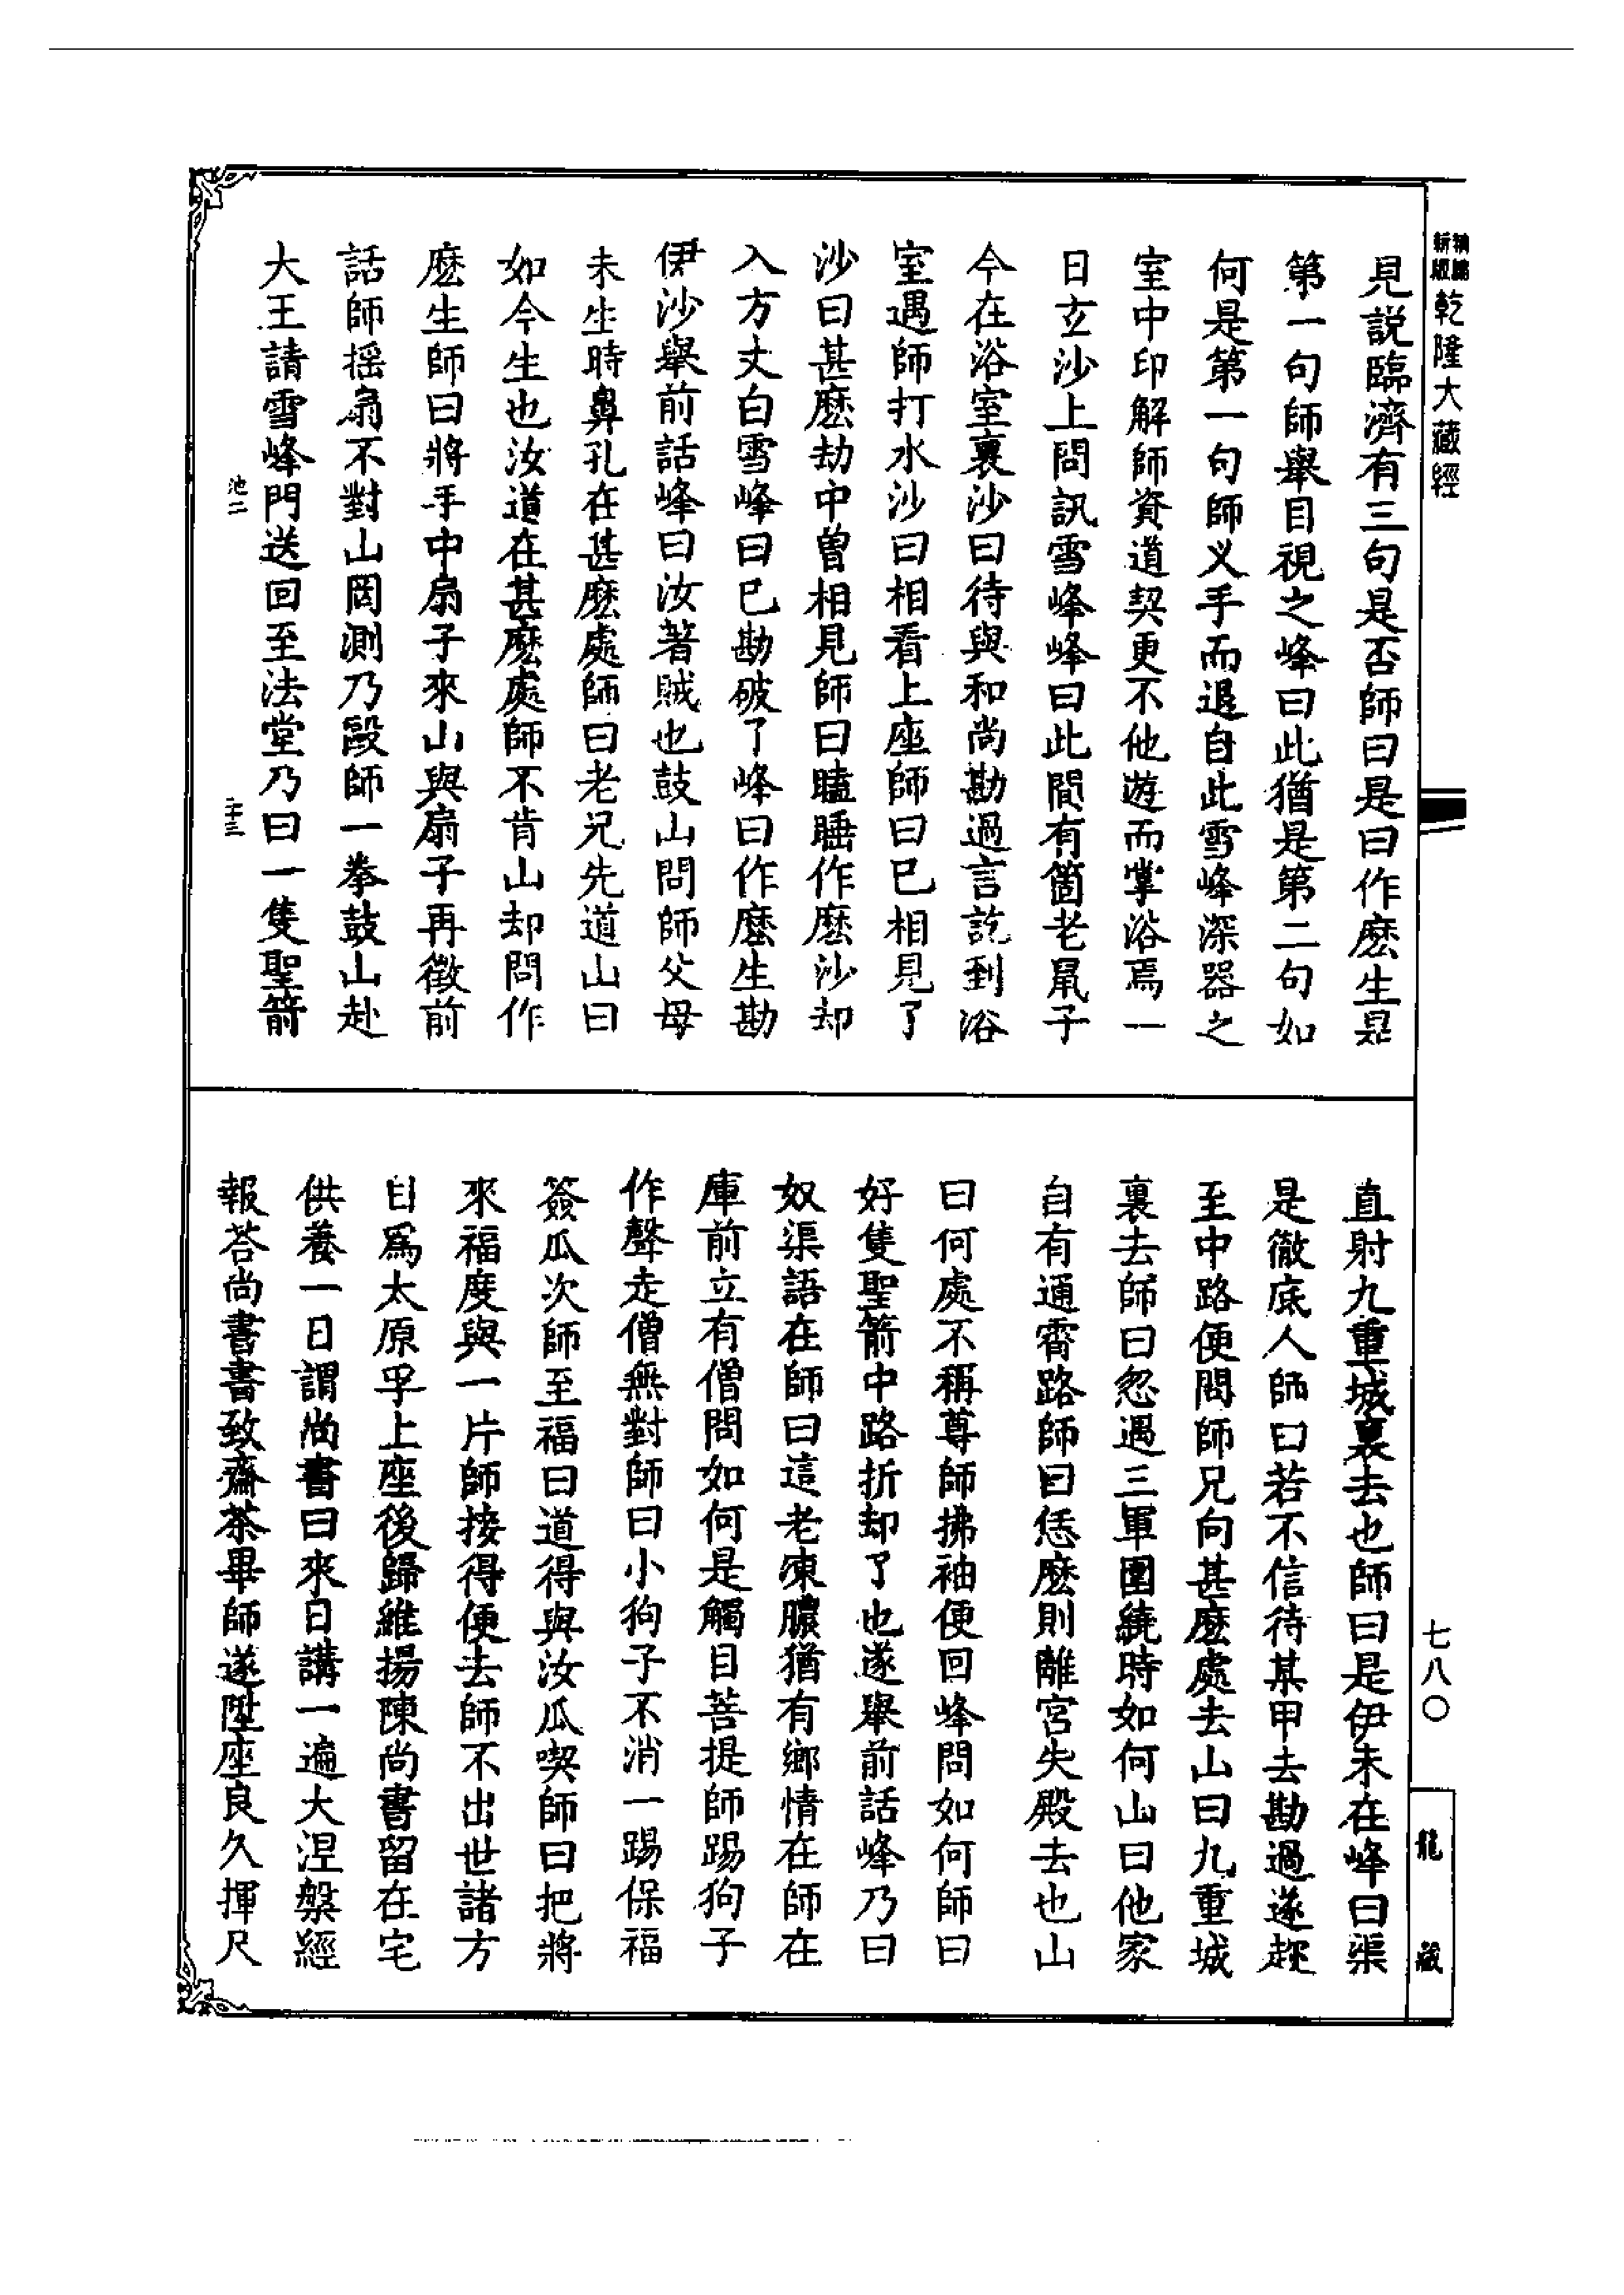 新版
精縮
乾隆大藏經
見説臨濟有三句是否師曰是曰作麽生是
第一句師舉目視之峰曰此猶是第二句如
何是第一句師义手而退自此雪峰深器之
室中印解師資道契更不他遊而掌浴焉一
日玄沙上問訊雪峰峰曰此間有箇老鼠子
今在浴室裏沙曰待與和尚勘過言訖到浴
室遇師打水沙曰相看上座師曰已相見了
沙曰甚麽劫中曽相見師曰瞌睡作麽沙却
入方丈白雪峰曰已勘破了峰曰作麽生勘
伊沙舉前話峰曰汝著賊也鼓山問師父母
未生時鼻孔在甚麽處師曰老兄先道山曰
如今生也汝道在甚麽處師不肯山却問作
麽生師曰將手中扇子來山與扇子再徵前
話師揺扇不對山罔測乃毆師一拳鼓山赴
大王請雪峰門送回至法堂乃曰一隻聖箭
池二
二十三
直射九重城裏去也師曰是伊未在峰曰渠
是徹底人師曰若不信待某甲去勘過遂趂
至中路便問師兄向甚麽處去山曰九重城
裏去師曰忽遇三軍圍繞時如何山曰他家
自有通霄路師曰恁麽則離宮失殿去也山
曰何處不稱尊師拂袖便回峰問如何師曰
好隻聖箭中路折却了也遂舉前話峰乃曰
奴渠語在師曰這老凍膿猶有鄉情在師在
庫前立有僧問如何是觸目菩提師踢狗子
作聲走僧無對師曰小狗子不消一踢保福
簽瓜次師至福曰道得與汝瓜喫師曰把將
來福度與一片師接得便去師不出世諸方
目爲太原孚上座後歸維揚陳尚書留在宅
供養一日謂尚書曰來日講一遍大涅槃經
報荅尚書書致齋茶畢師遂陞座良久揮尺
七八〇
龍藏